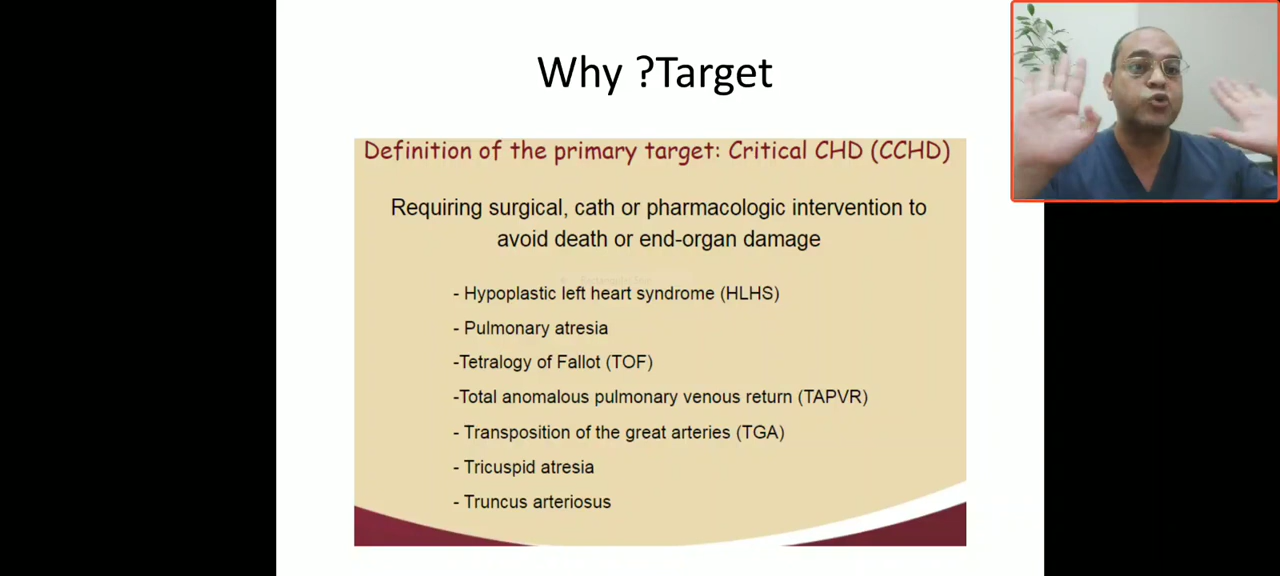 Why ?Target
Definition of the primary target: Critical CHD (CCHD)
Requiring surgical, cath or pharmacologic intervention to
avoid death or end-organ damage
- Hypoplastic left heart syndrome (HLHS)
- Pulmonary atresia
-Tetralogy of Fallot (TOF)
-Total anomalous pulmonary venous return (TAPVR)
- Transposition of the great arteries (TGA)
- Tricuspid atresia
- Truncus arteriosus